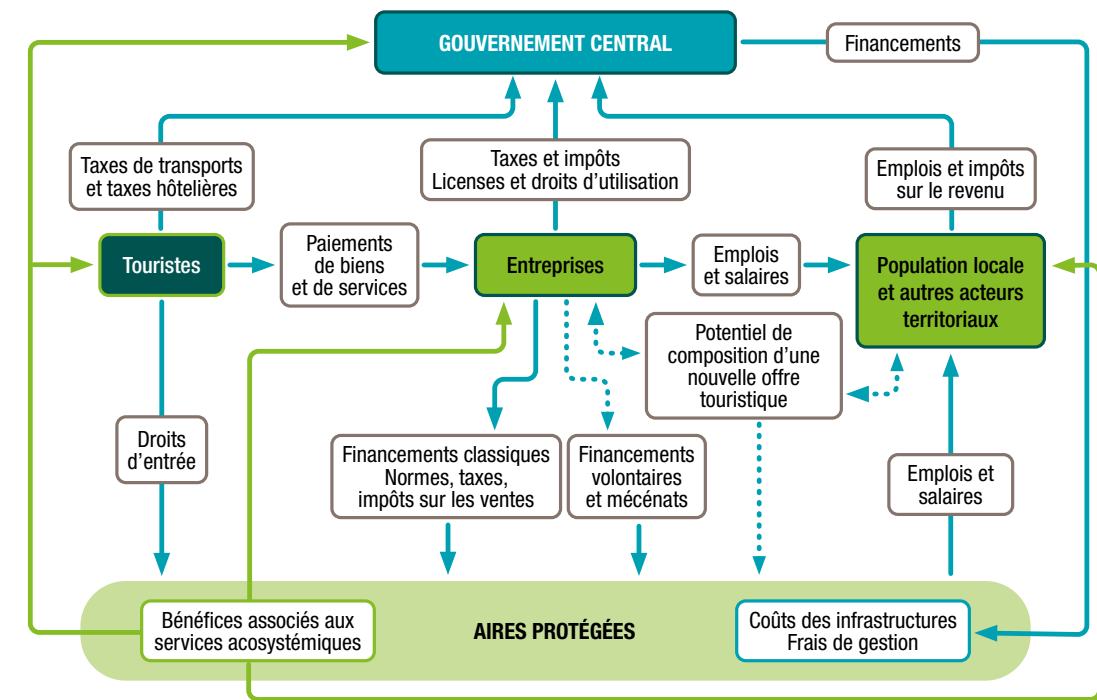 GOUVERNEMENT CENTRAL
Financements
Taxes de transports
et taxes hôtelières
Taxes et impôts
Licenses et droits d'utilisation
Emplois et impôts
sur le revenu
Touristes
Paiements
de biens
et de services
Entreprises
Emplois
et salaires
Population locale
et autres acteurs
territoriaux
Potentiel de
composition d'une
nouvelle offre
touristique
Droits
d'entrée
Financements classiques
Normes, taxes,
impôts sur les ventes
Financements
volontaires
et mécénats
Emplois et
salaires
Bénéfices associés aux
services acosystémiques
AIRES PROTÉGÉES
Coûts des infrastructures
Frais de gestion